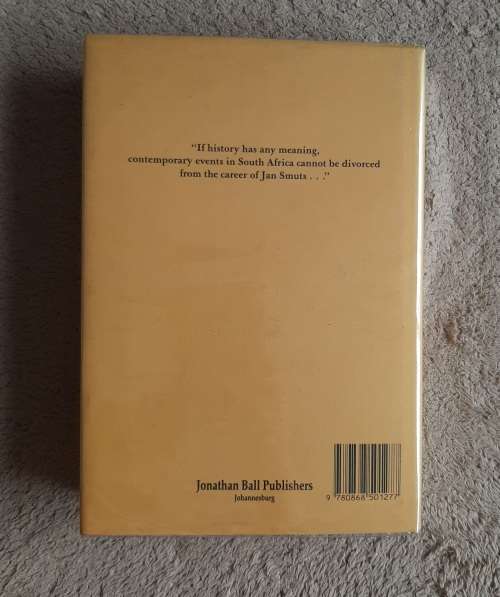 "If history has any meaning,
contemporary events in South Africa cannot be divorced
from the career of Jan Smuts . . ."
Jonathan Ball Publishers
Johannesburg
9 780868 501277